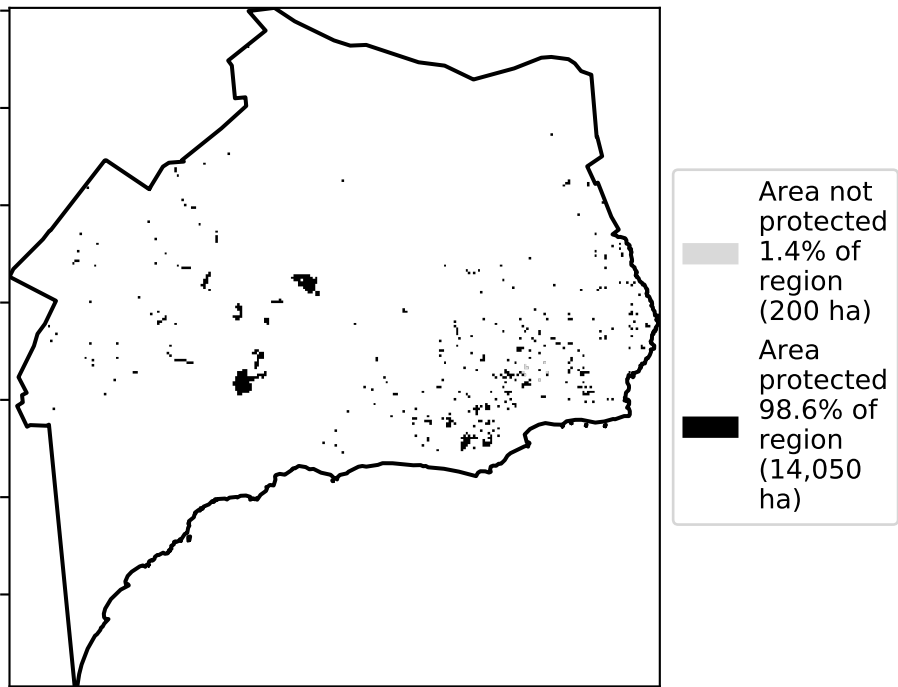 Area not
protected
1.4% of
region
(200 ha)
Area
protected
98.6% of
region
(14,050
ha)